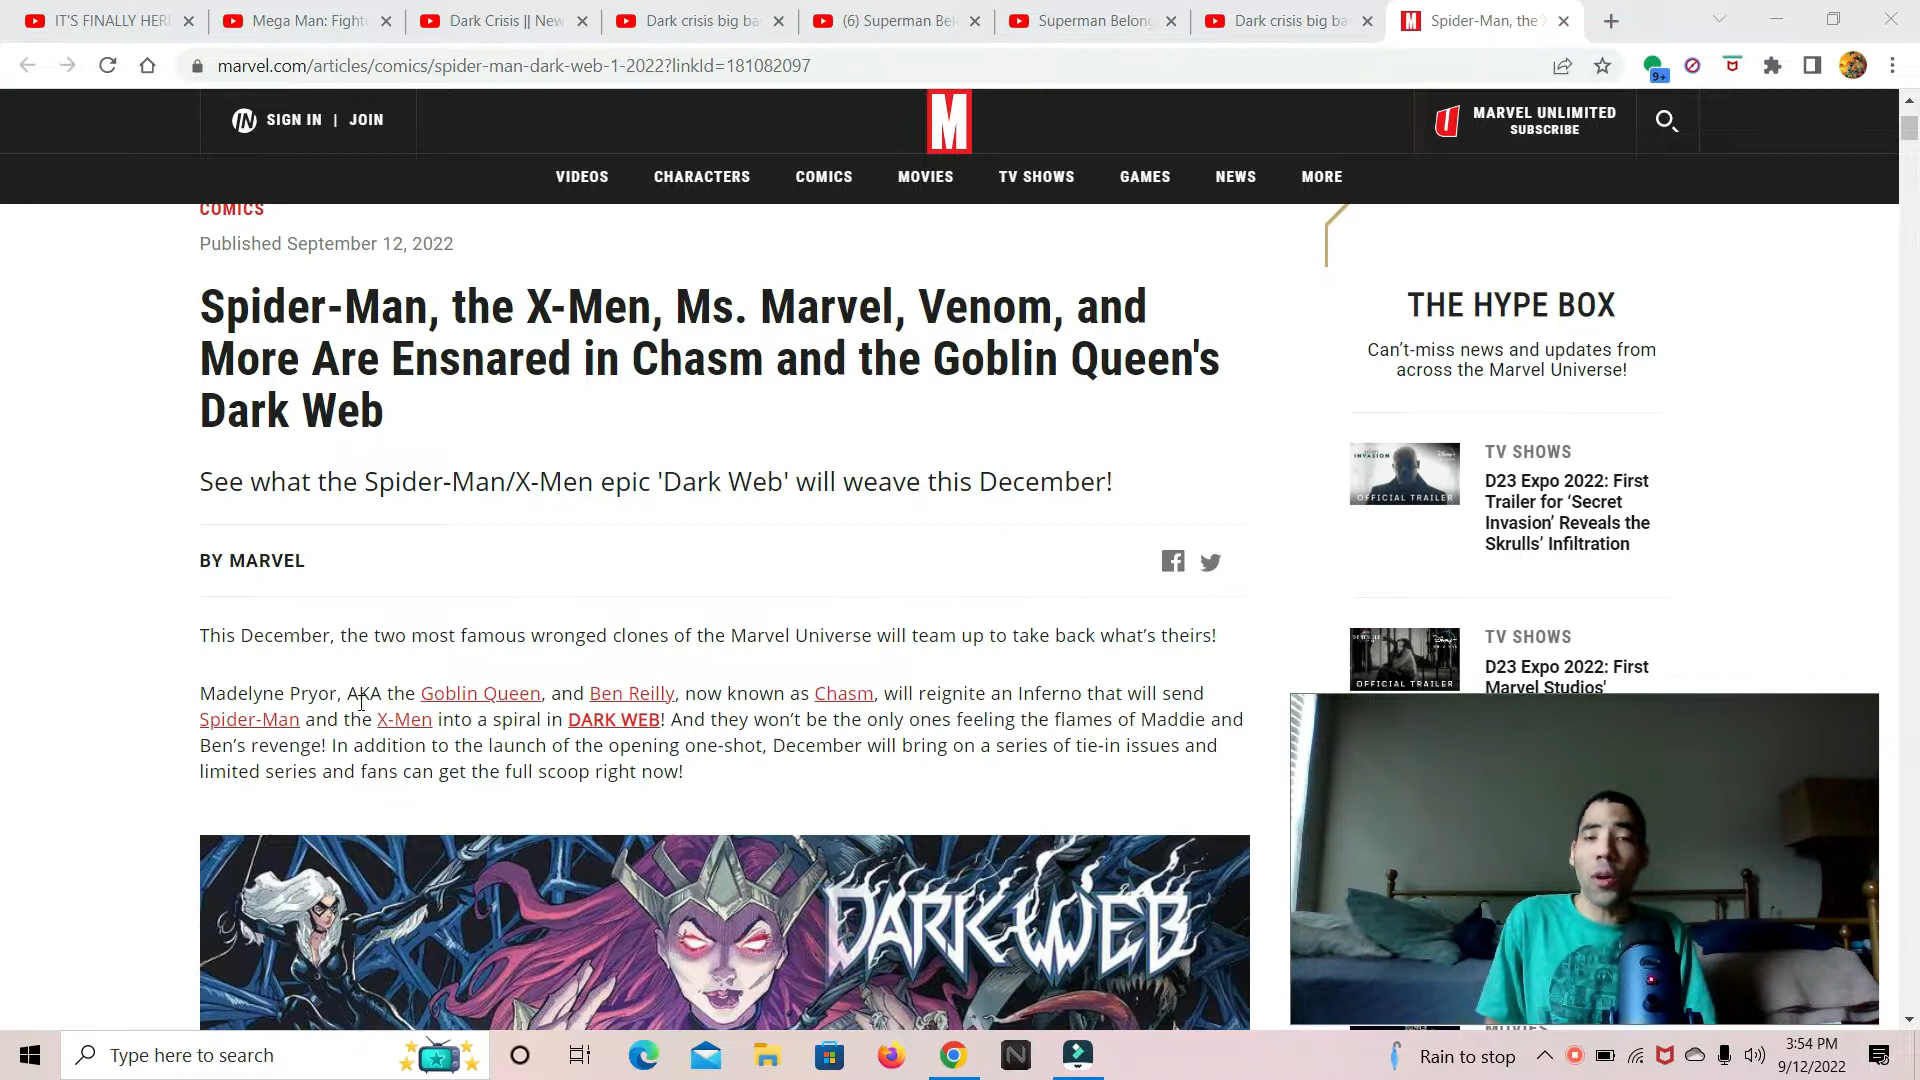 IT'S FINALLY HER
Mega Man: Fight
Dark Crisis || New
Dark crisis big ba
(6) Superman Be
Superman Belong
Dark crisis big ba
Spider-Man, the X
marvel.com/articles/comics/spider-man-dark-web-1-2022?linkId=181082097
9+
IN SIGN IN | JOIN
M
MARVEL UNLIMITED
SUBSCRIBE
VIDEOS CHARACTERS COMICS MOVIES TV SHOWS GAMES NEWS MORE
COMICS
Published September 12, 2022
Spider-Man, the X-Men, Ms. Marvel, Venom, and
More Are Ensnared in Chasm and the Goblin Queen's
Dark Web
See what the Spider-Man/X-Men epic 'Dark Web' will weave this December!
BY MARVEL
This December, the two most famous wronged clones of the Marvel Universe will team up to take back what's theirs!
Madelyne Pryor, AKA the Goblin Queen, and Ben Reilly, now known as Chasm, will reignite an Inferno that will send
Spider-Man and the X-Men into a spiral in DARK WEB! And they won't be the only ones feeling the flames of Maddie and
Ben's revenge! In addition to the launch of the opening one-shot, December will bring on a series of tie-in issues and
limited series and fans can get the full scoop right now!
DARK WEB
THE HYPE BOX
Can't-miss news and updates from
across the Marvel Universe!
INVASION
OFFICIAL TRAILER
TV SHOWS
D23 Expo 2022: First
Trailer for ‘Secret
Invasion’ Reveals the
Skrulls’ Infiltration
OFFICIAL TRAILER
TV SHOWS
D23 Expo 2022: First
Marvel Studios'
MOVIES
Type here to search
Rain to stop
3:54 PM
9/12/2022